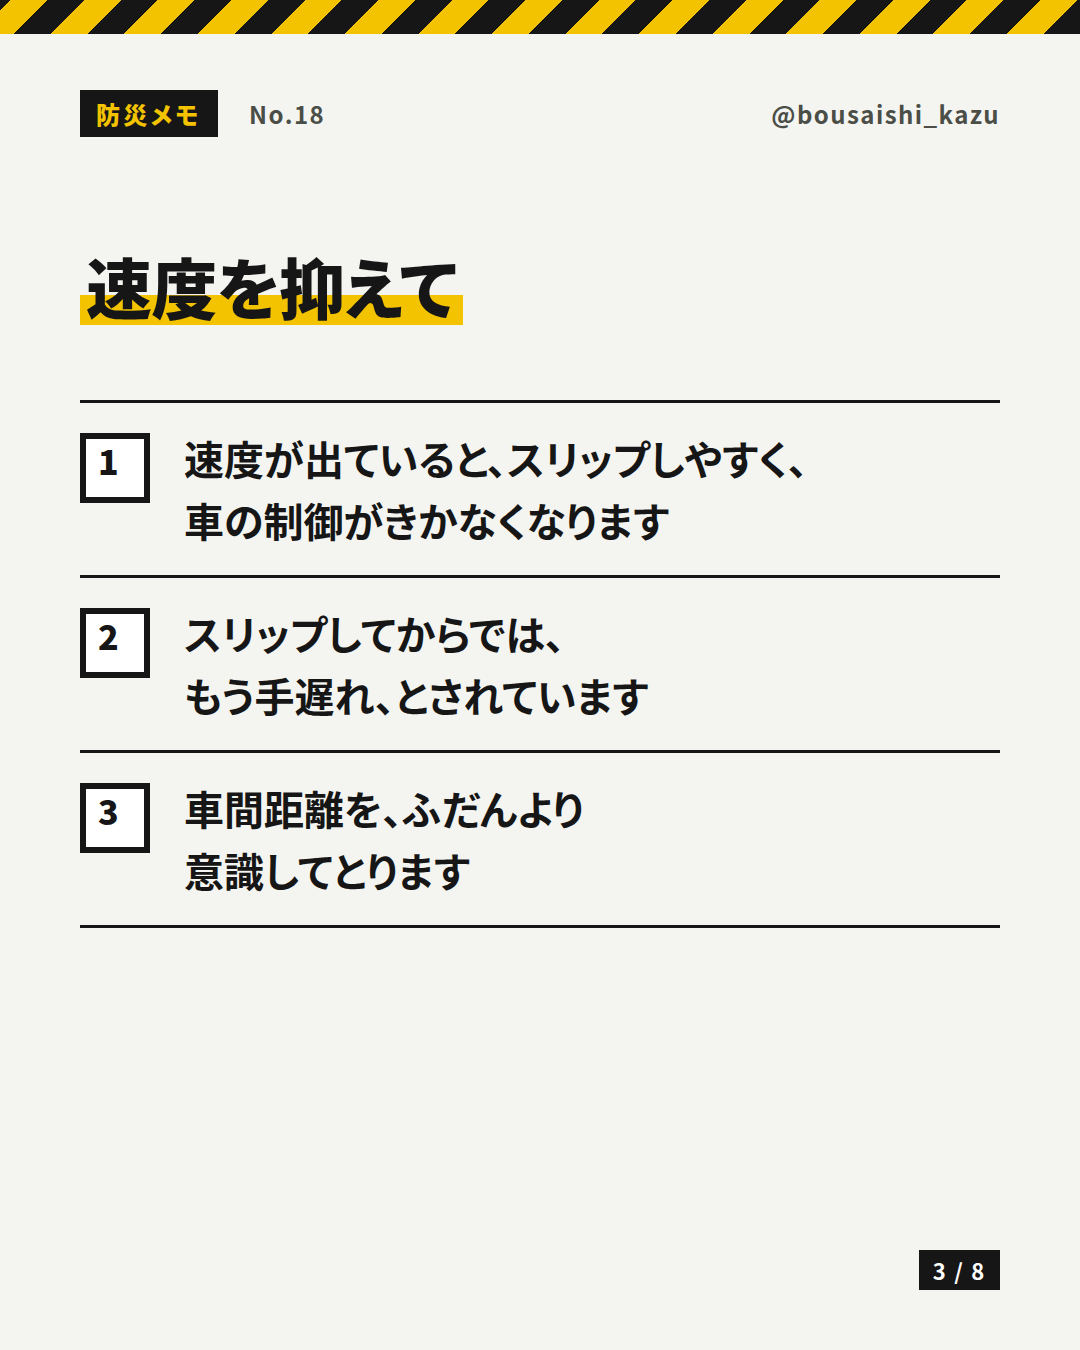 防災メモ No.18 @bousaishi_kazu
速度を抑えて
1 速度が出ていると、スリップしやすく、
車の制御がきかなくなります
2 スリップしてからでは、
もう手遅れ、とされています
3 車間距離を、ふだんより
意識してとります
3 / 8